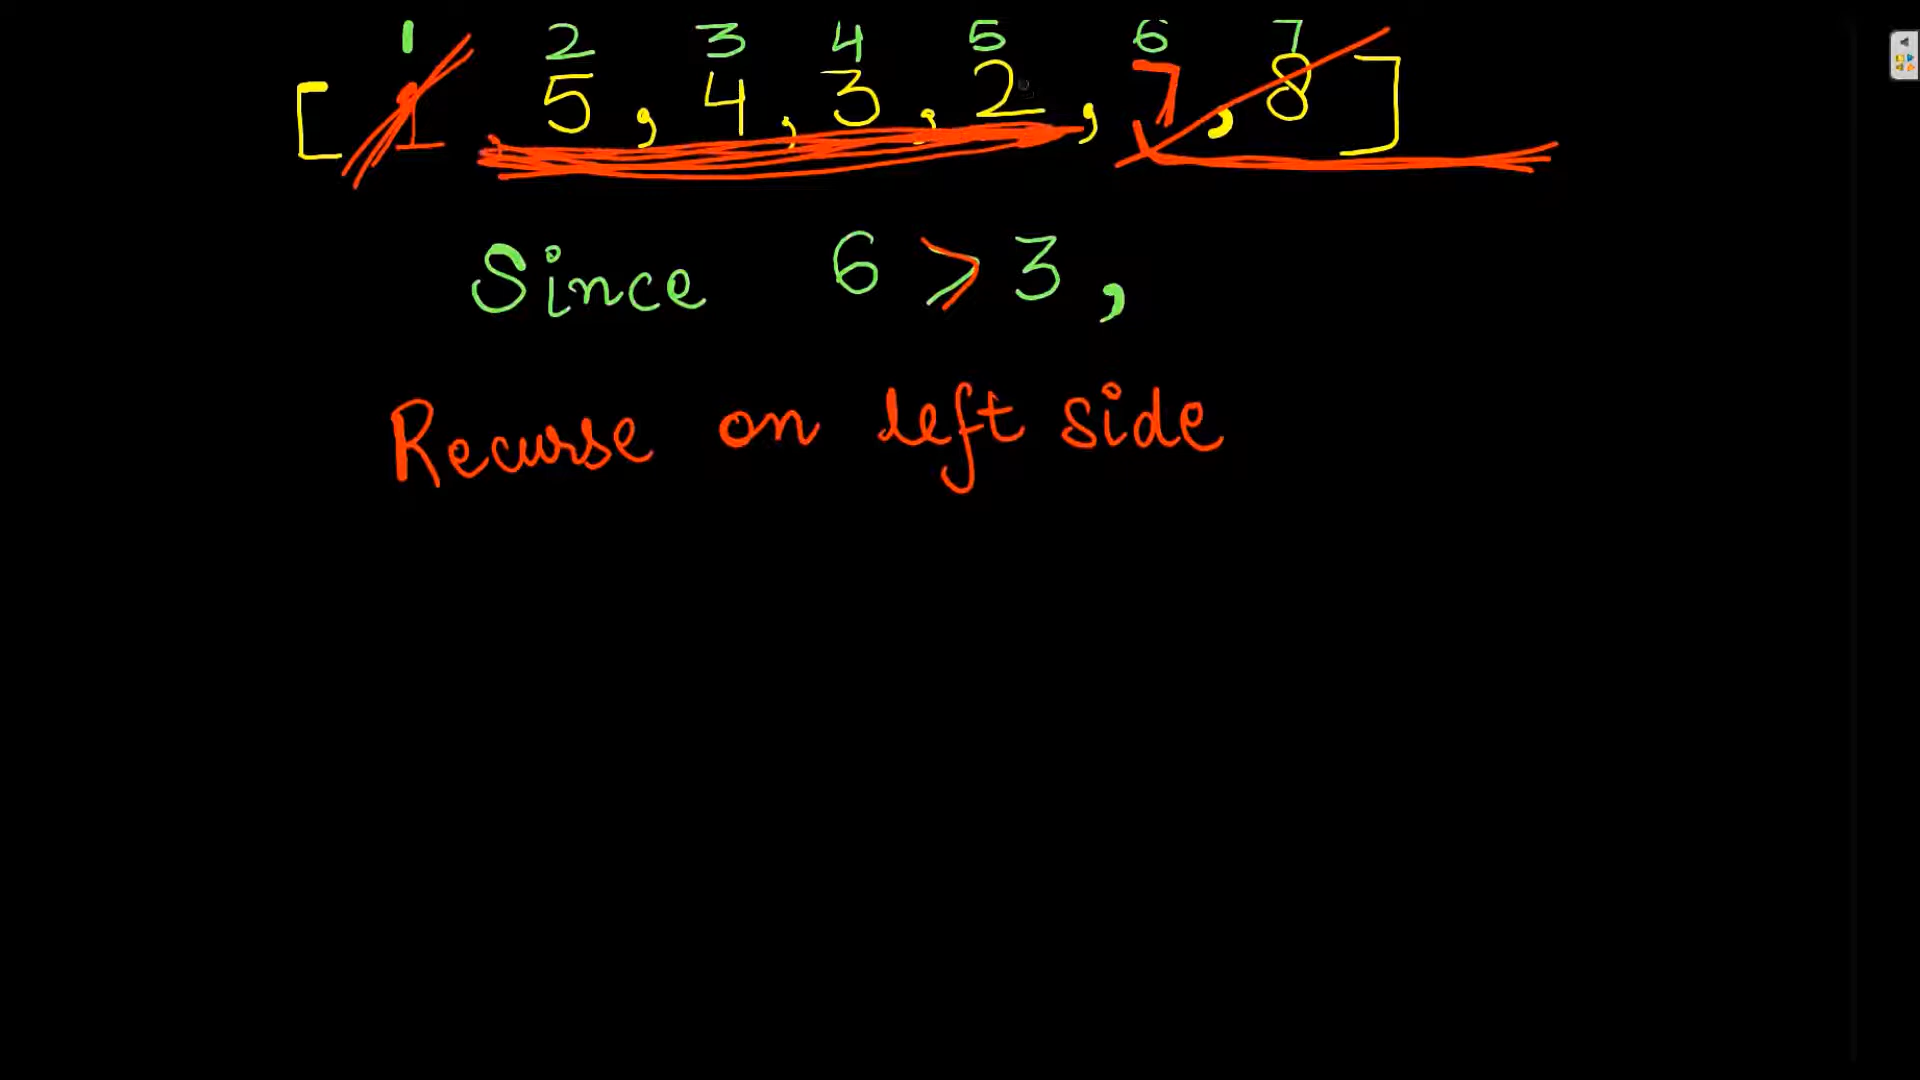 1 2 3 4 5 6 7
[ 1 , 5 , 4 , 3 , 2 , 7 , 8 ]
Since 6 > 3 ,
Recurse on left side